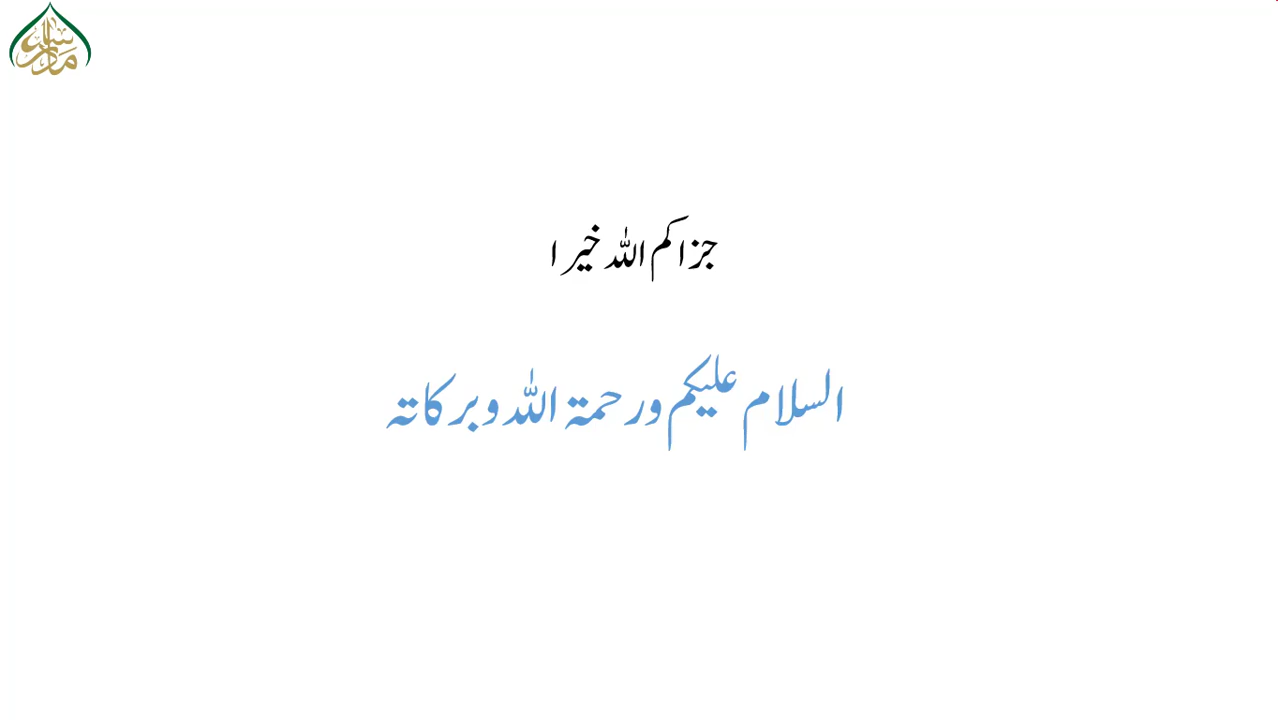 جزاکم اللہ خیرا
السلام علیکم ورحمۃ اللہ وبرکاتہ